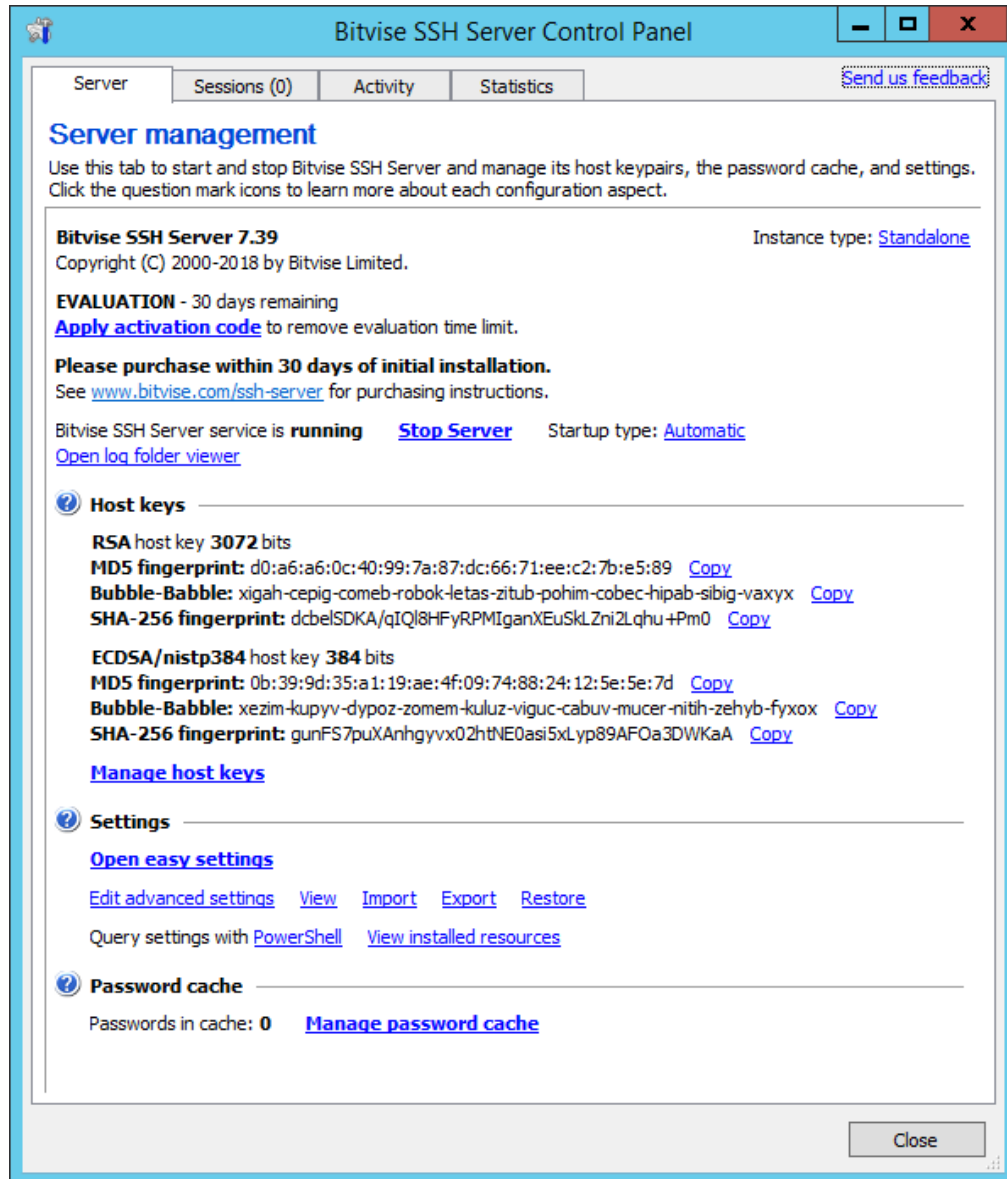 Bitvise SSH Server Control Panel
Server Sessions (0) Activity Statistics Send us feedback
Server management
Use this tab to start and stop Bitvise SSH Server and manage its host keypairs, the password cache, and settings.
Click the question mark icons to learn more about each configuration aspect.
Bitvise SSH Server 7.39 Instance type: Standalone
Copyright (C) 2000-2018 by Bitvise Limited.
EVALUATION - 30 days remaining
Apply activation code to remove evaluation time limit.
Please purchase within 30 days of initial installation.
See www.bitvise.com/ssh-server for purchasing instructions.
Bitvise SSH Server service is running Stop Server Startup type: Automatic
Open log folder viewer
Host keys
RSA host key 3072 bits
MD5 fingerprint: d0:a6:a6:0c:40:99:7a:87:dc:66:71:ee:c2:7b:e5:89 Copy
Bubble-Babble: xigah-cepig-comeb-robok-letas-zitub-pohim-cobec-hipab-sibig-vaxyx Copy
SHA-256 fingerprint: dcbelSDKA/qIQl8HFyRPMIganXEuSkLZni2Lqhu+Pm0 Copy
ECDSA/nistp384 host key 384 bits
MD5 fingerprint: 0b:39:9d:35:a1:19:ae:4f:09:74:88:24:12:5e:5e:7d Copy
Bubble-Babble: xezim-kupyv-dypoz-zomem-kuluz-viguc-cabuv-mucer-nitih-zehyb-fyxox Copy
SHA-256 fingerprint: gunFS7puXAnhgyvx02htNE0asi5xLyp89AFOa3DWKaA Copy
Manage host keys
Settings
Open easy settings
Edit advanced settings View Import Export Restore
Query settings with PowerShell View installed resources
Password cache
Passwords in cache: 0 Manage password cache
Close